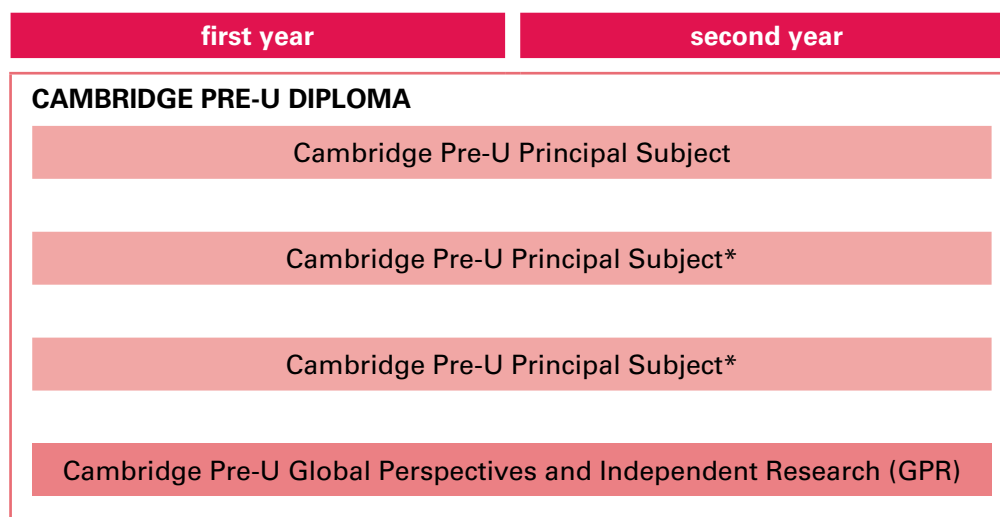 first year
second year
CAMBRIDGE PRE-U DIPLOMA
Cambridge Pre-U Principal Subject
Cambridge Pre-U Principal Subject*
Cambridge Pre-U Principal Subject*
Cambridge Pre-U Global Perspectives and Independent Research (GPR)